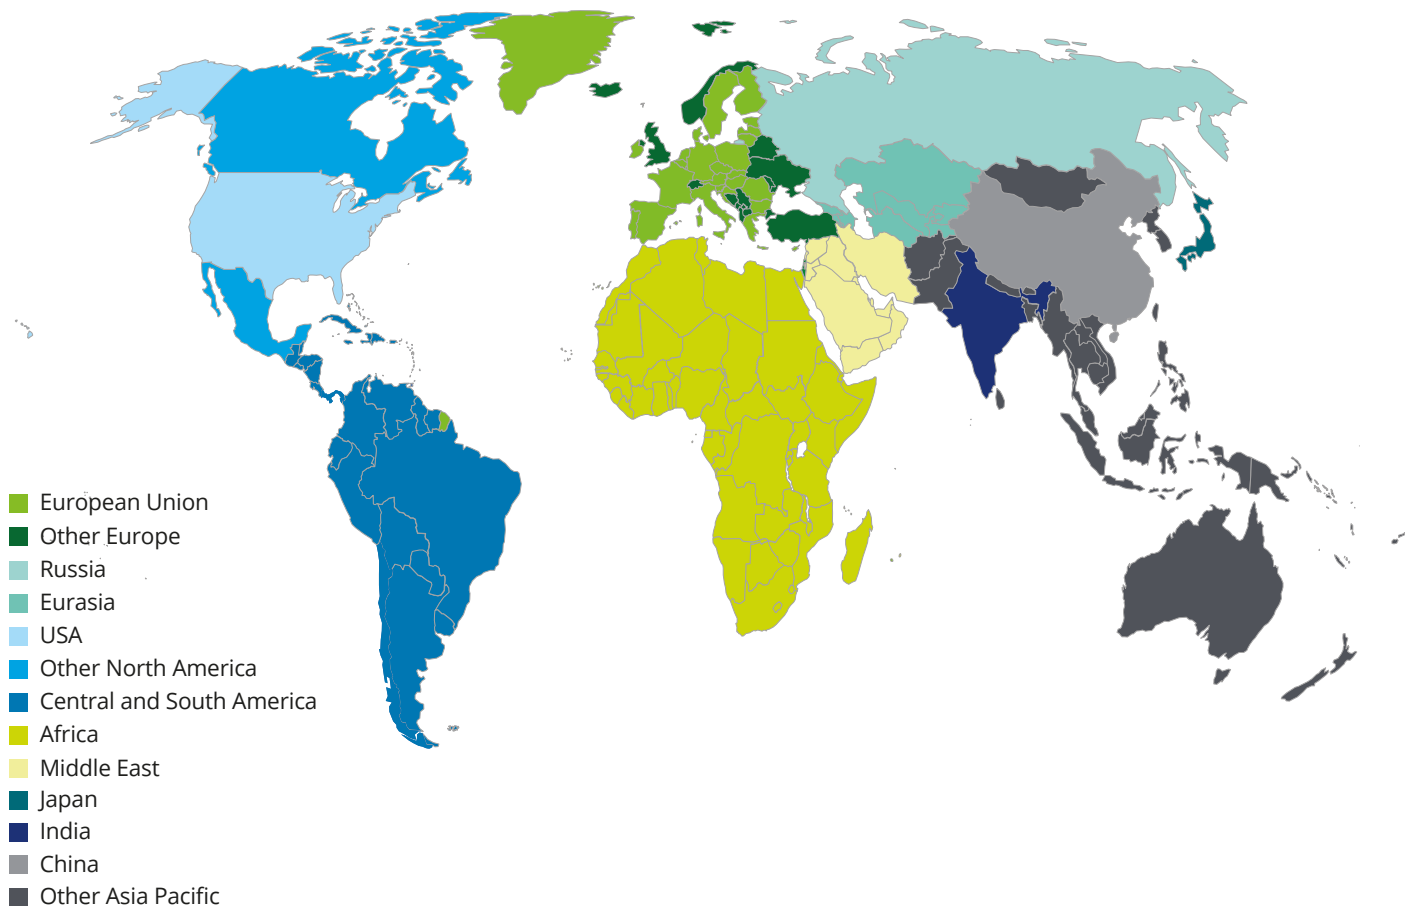 European Union
Other Europe
Russia
Eurasia
USA
Other North America
Central and South America
Africa
Middle East
Japan
India
China
Other Asia Pacific